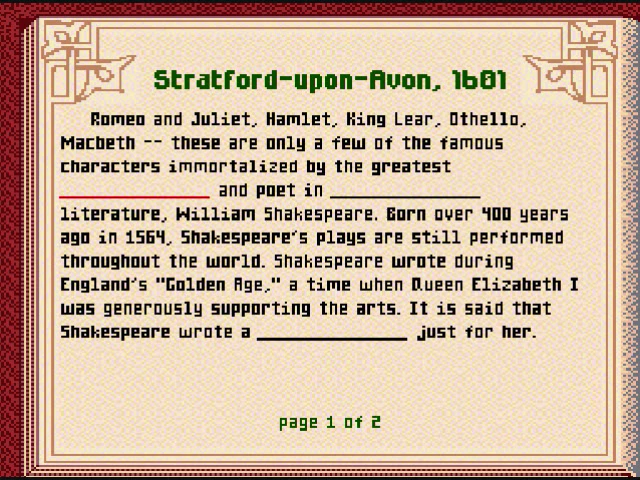 Stratford-upon-Avon, 1601
Romeo and Juliet, Hamlet, King Lear, Othello,
Macbeth -- these are only a few of the famous
characters immortalized by the greatest
_______________ and poet in _______________
literature, William Shakespeare. Born over 400 years
ago in 1564, Shakespeare's plays are still performed
throughout the world. Shakespeare wrote during
England's "Golden Age," a time when Queen Elizabeth I
was generously supporting the arts. It is said that
Shakespeare wrote a _______________ just for her.
page 1 of 2